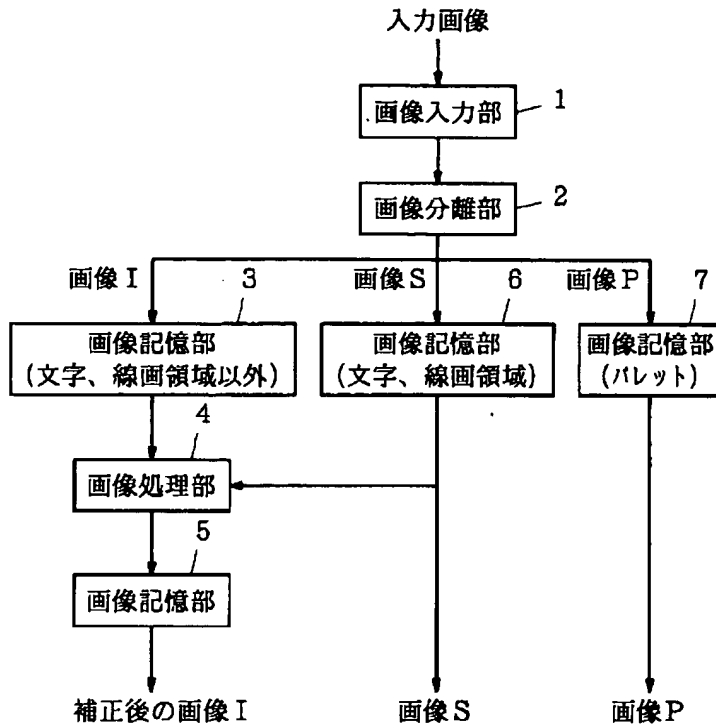 入力画像
画像入力部
1
画像分離部
2
画像I
3
画像S
6
画像P
7
画像記憶部
(文字、線画領域以外)
画像記憶部
(文字、線画領域)
画像記憶部
(パレット)
4
画像処理部
5
画像記憶部
補正後の画像I
画像S
画像P